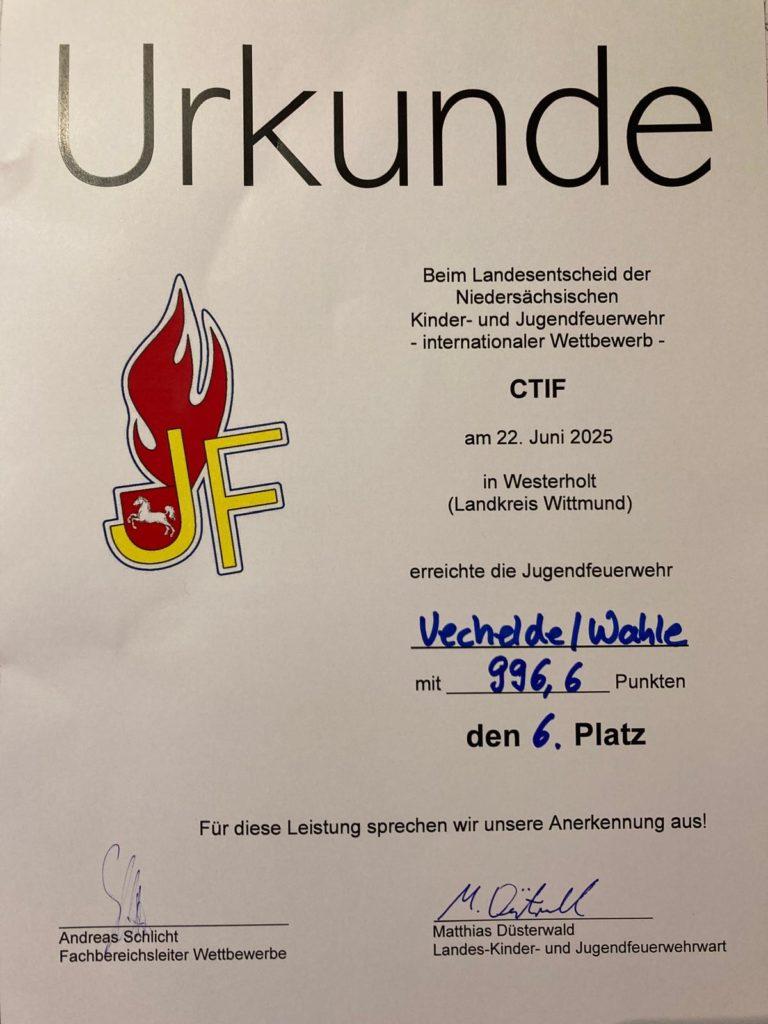 Urkunde
Beim Landesentscheid der
Niedersächsischen
Kinder- und Jugendfeuerwehr
- internationaler Wettbewerb -
CTIF
am 22. Juni 2025
in Westerholt
(Landkreis Wittmund)
JF
erreichte die Jugendfeuerwehr
Vechelde/Wahle
mit 996,6 Punkten
den 6. Platz
Für diese Leistung sprechen wir unsere Anerkennung aus!
M. Düsterwald
Andreas Schlicht
Fachbereichsleiter Wettbewerbe
Matthias Düsterwald
Landes-Kinder- und Jugendfeuerwehrwart